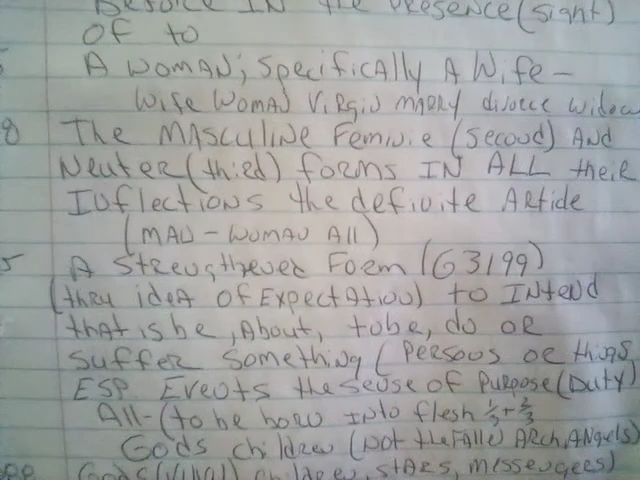 Before IN the PRESENCE (sight)
OF to
A WOMAN; Specifically A Wife -
Wife WOMAN VIRGIN MARY divorce widow
8 The MASCULINE Feminie (Second) AND
Neuter (third) forms IN ALL their
INflections the definite Article
(MAN - WOMAN All)
5 A Strengthened Form (G3199)
(thru idea OF Expectation) to INtend
that is be, About, to be, do OR
suffer Something (Persons or things
ESP. Events the sense of Purpose (Duty)
All - (to be born INto flesh 1/3 + 2/3
Gods children (Not the Fallen ArchANgels)
Gods children, STARS, messengers)